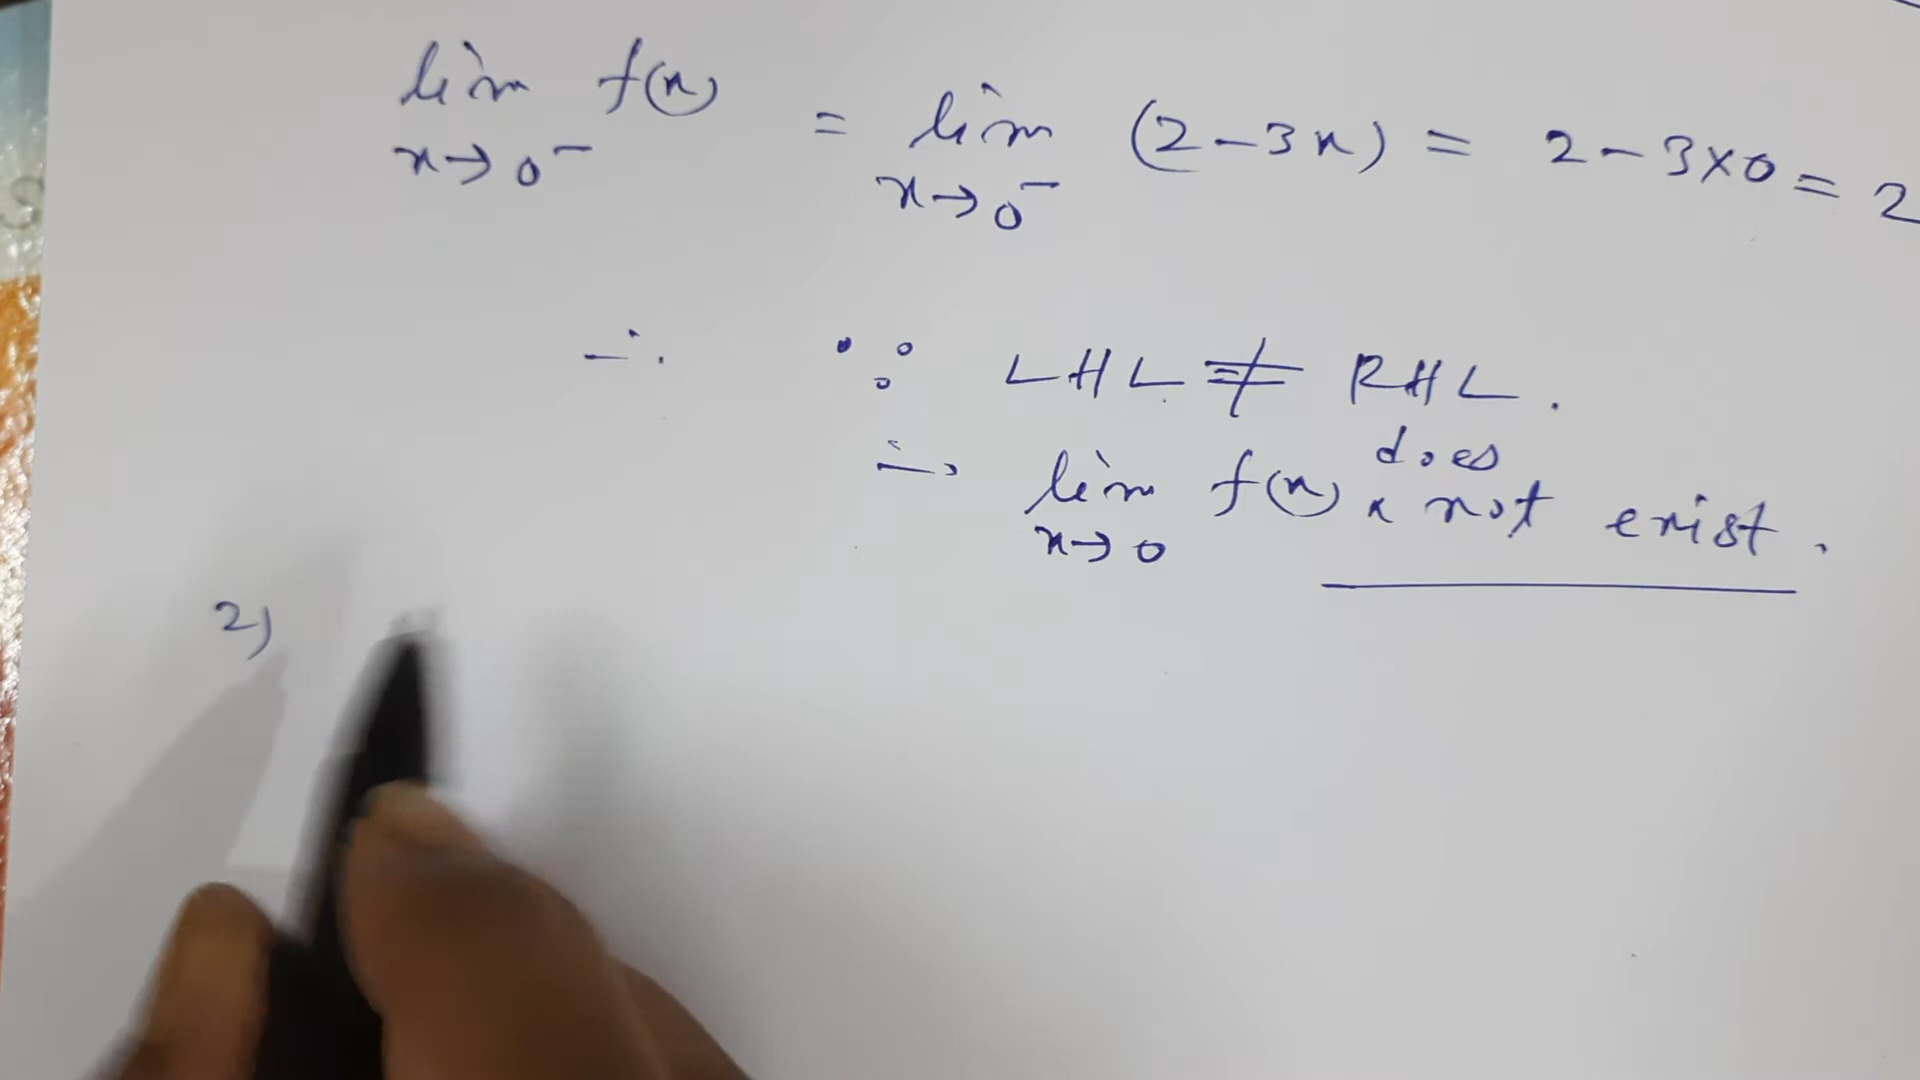 lim f(x) = lim (2-3x) = 2-3×0 = 2
x→0⁻ x→0⁻
∴ ∵ LHL ≠ RHL.
does
∴ lim f(x) ‸ not exist.
x→0
2)